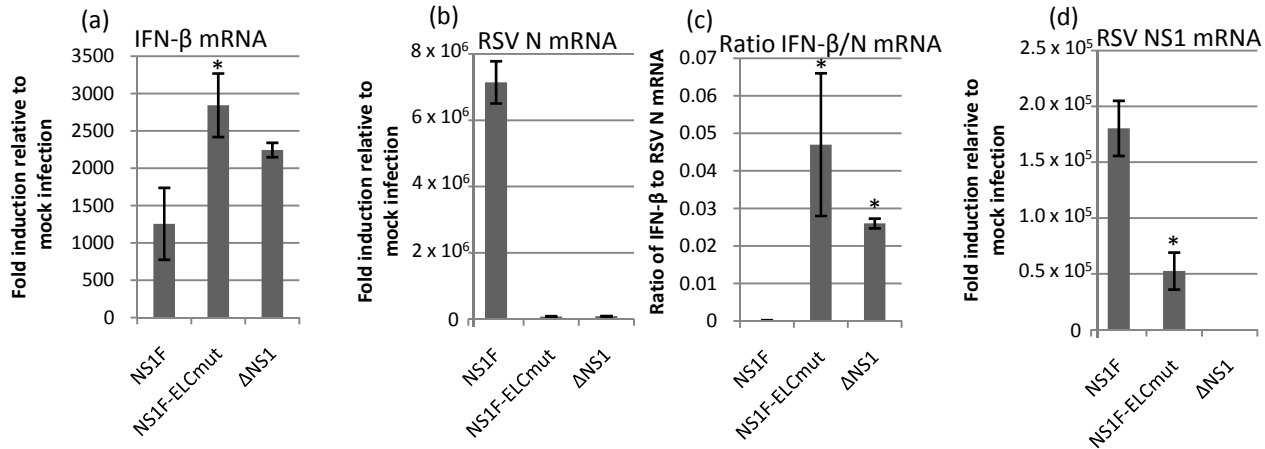 (a)
IFN-β mRNA
Fold induction relative to
mock infection
3500
3000
2500
2000
1500
1000
500
0
*
NS1F
NS1F-ELCmut
ΔNS1
(b)
RSV N mRNA
Fold induction relative to
mock infection
8 x 10⁶
6 x 10⁶
4 x 10⁶
2 x 10⁶
0
NS1F
NS1F-ELCmut
ΔNS1
(c)
Ratio IFN-β/N mRNA
Ratio of IFN-β to RSV N mRNA
0.07
0.06
0.05
0.04
0.03
0.02
0.01
0
*
*
NS1F
NS1F-ELCmut
ΔNS1
(d)
RSV NS1 mRNA
Fold induction relarive to
mock infection
2.5 x 10⁵
2.0 x 10⁵
1.5 x 10⁵
1.0 x 10⁵
0.5 x 10⁵
0
*
NS1F
NS1F-ELCmut
ΔNS1